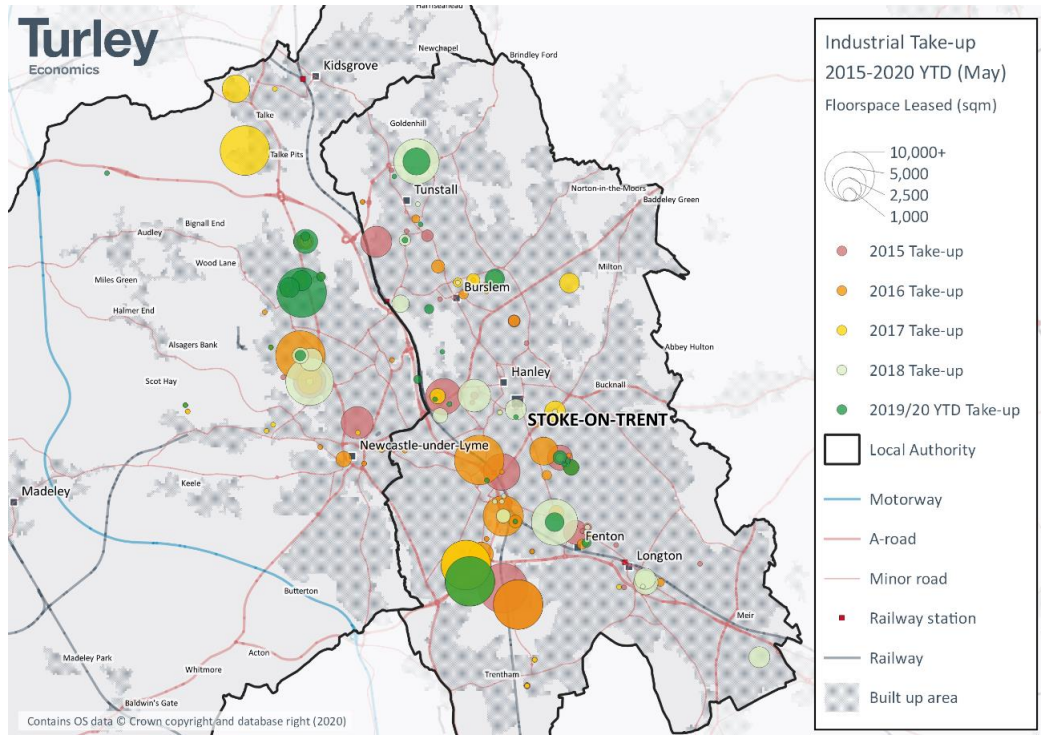 Turley
Economics
Harriseahead
Newchapel
Brindley Ford
Kidsgrove
Talke
Goldenhill
Talke Pits
Tunstall
Norton-in-the-Moors
Baddeley Green
Bignall End
Audley
Wood Lane
Milton
Miles Green
Burslem
Halmer End
Alsagers Bank
Abbey Hulton
Scot Hay
Hanley
Bucknall
STOKE-ON-TRENT
Newcastle-under-Lyme
Keele
Madeley
Fenton
Longton
Butterton
Meir
Acton
Madeley Park
Whitmore
Trentham
Baldwin's Gate
Contains OS data © Crown copyright and database right (2020)
Industrial Take-up
2015-2020 YTD (May)
Floorspace Leased (sqm)
10,000+
5,000
2,500
1,000
2015 Take-up
2016 Take-up
2017 Take-up
2018 Take-up
2019/20 YTD Take-up
Local Authority
Motorway
A-road
Minor road
Railway station
Railway
Built up area